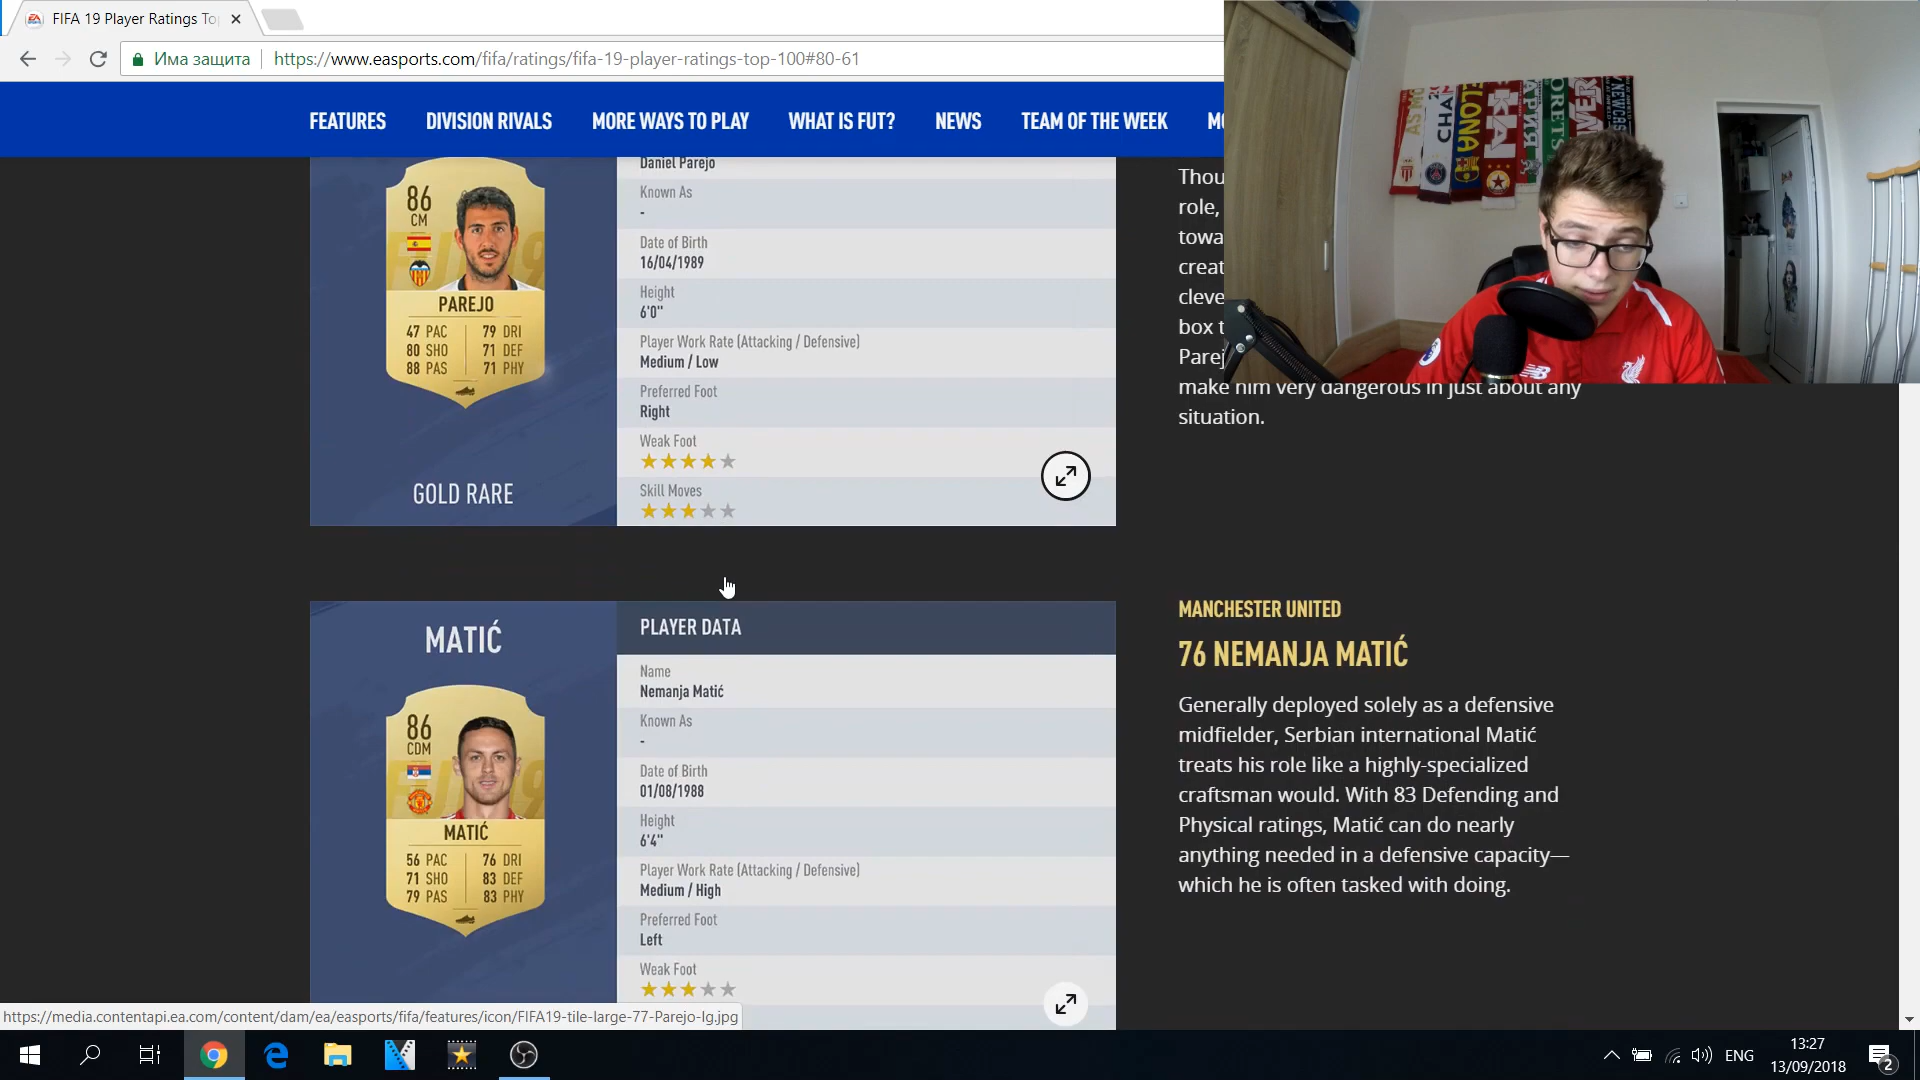 FIFA 19 Player Ratings To
Има защита
https://www.easports.com/fifa/ratings/fifa-19-player-ratings-top-100#80-61
FEATURES
DIVISION RIVALS
MORE WAYS TO PLAY
WHAT IS FUT?
NEWS
TEAM OF THE WEEK
86
CM
PAREJO
47 PAC
79 DRI
80 SHO
71 DEF
88 PAS
71 PHY
GOLD RARE
Daniel Parejo
Known As
-
Date of Birth
16/04/1989
Height
6'0"
Player Work Rate (Attacking / Defensive)
Medium / Low
Preferred Foot
Right
Weak Foot
Skill Moves
role,
make him very dangerous in just about any
situation.
MATIĆ
86
CDM
MATIĆ
56 PAC
76 DRI
71 SHO
83 DEF
79 PAS
83 PHY
PLAYER DATA
Name
Nemanja Matić
Known As
-
Date of Birth
01/08/1988
Height
6'4"
Player Work Rate (Attacking / Defensive)
Medium / High
Preferred Foot
Left
Weak Foot
MANCHESTER UNITED
76 NEMANJA MATIĆ
Generally deployed solely as a defensive
midfielder, Serbian international Matić
treats his role like a highly-specialized
craftsman would. With 83 Defending and
Physical ratings, Matić can do nearly
anything needed in a defensive capacity—
which he is often tasked with doing.
https://media.contentapi.ea.com/content/dam/ea/easports/fifa/features/icon/FIFA19-tile-large-77-Parejo-lg.jpg
ENG
13:27
13/09/2018
2